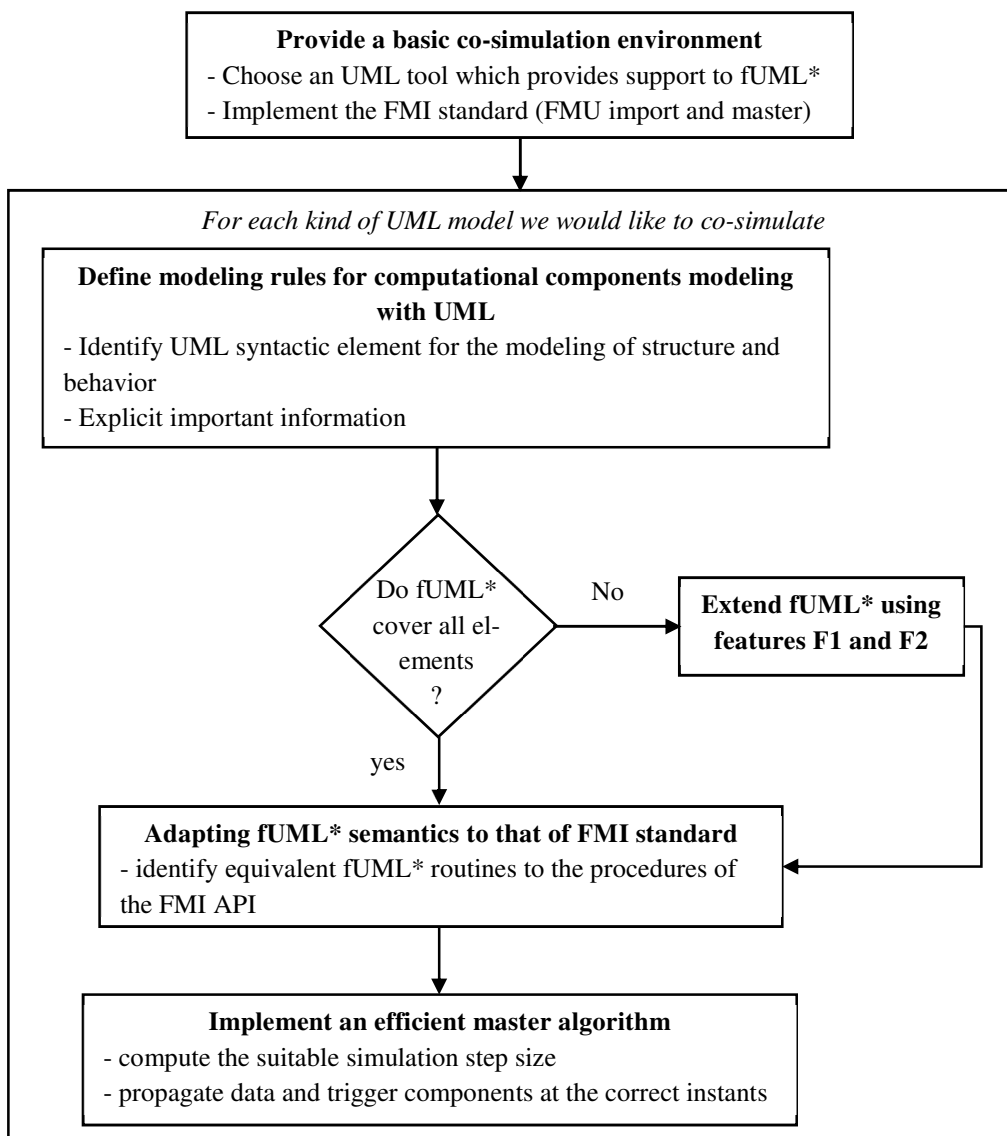 Provide a basic co-simulation environment
- Choose an UML tool which provides support to fUML*
- Implement the FMI standard (FMU import and master)
For each kind of UML model we would like to co-simulate
Define modeling rules for computational components modeling
with UML
- Identify UML syntactic element for the modeling of structure and
behavior
- Explicit important information
Do fUML*
cover all el-
ements
?
No
Extend fUML* using
features F1 and F2
yes
Adapting fUML* semantics to that of FMI standard
- identify equivalent fUML* routines to the procedures of
the FMI API
Implement an efficient master algorithm
- compute the suitable simulation step size
- propagate data and trigger components at the correct instants